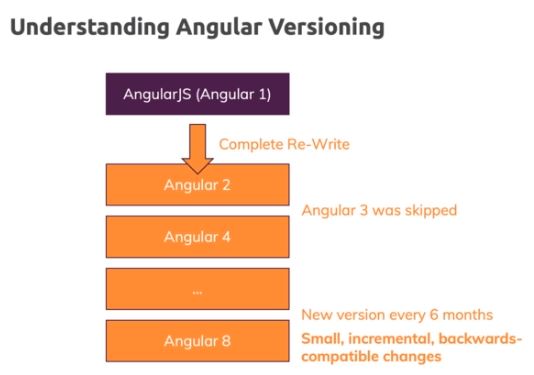 Understanding Angular Versioning
AngularJS (Angular 1)
Complete Re-Write
Angular 2
Angular 3 was skipped
Angular 4
...
New version every 6 months
Angular 8
Small, incremental, backwards-
compatible changes